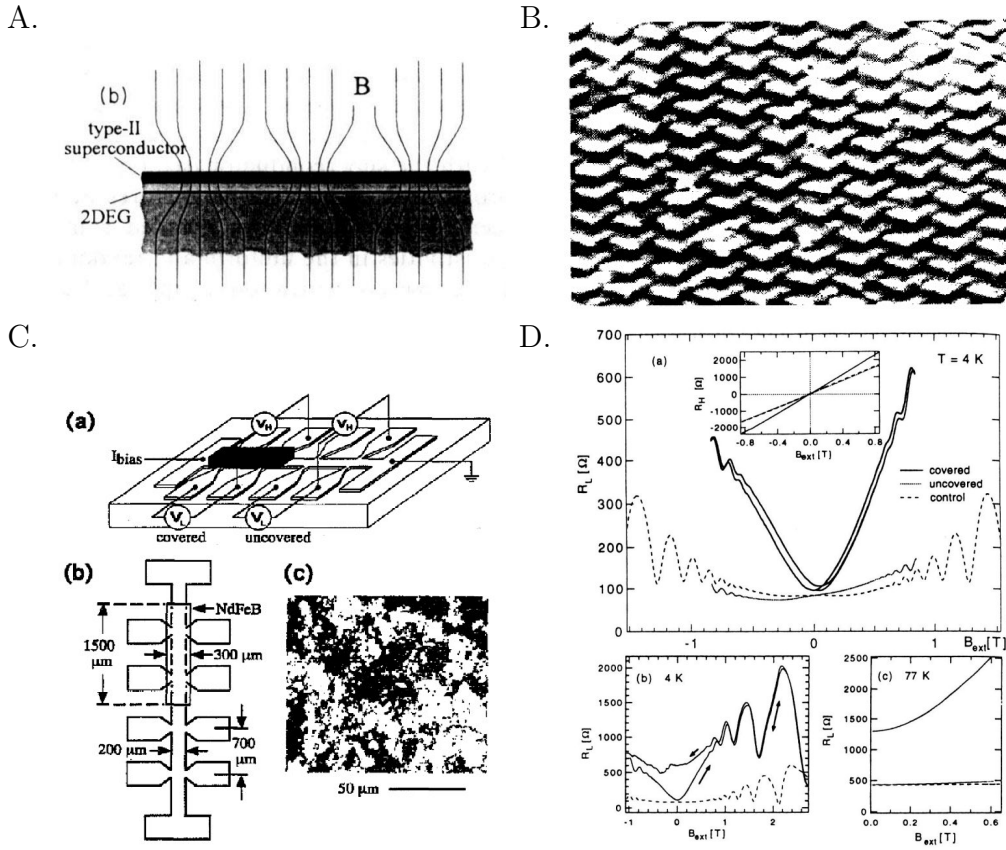 A.
(b)
B
type-II
superconductor
2DEG
B.
C.
(a)
V_H
V_H
I_bias
V_L
V_L
covered
uncovered
(b)
NdFeB
1500
μm
300 μm
200 μm
700
μm
(c)
50 μm
D.
700
600
500
400
300
200
100
0
R_L [Ω]
-1
0
1
B_ext [T]
(a)
T = 4 K
2000
1000
0
-1000
-2000
R_H [Ω]
-0.8
-0.4
0.0
0.4
0.8
B_ext [T]
covered
uncovered
control
(b)
4 K
2000
1500
1000
500
0
R_L [Ω]
-1
0
1
2
B_ext [T]
(c)
77 K
2500
2000
1500
1000
500
0
R_L [Ω]
0.0
0.2
0.4
0.6
B_ext [T]